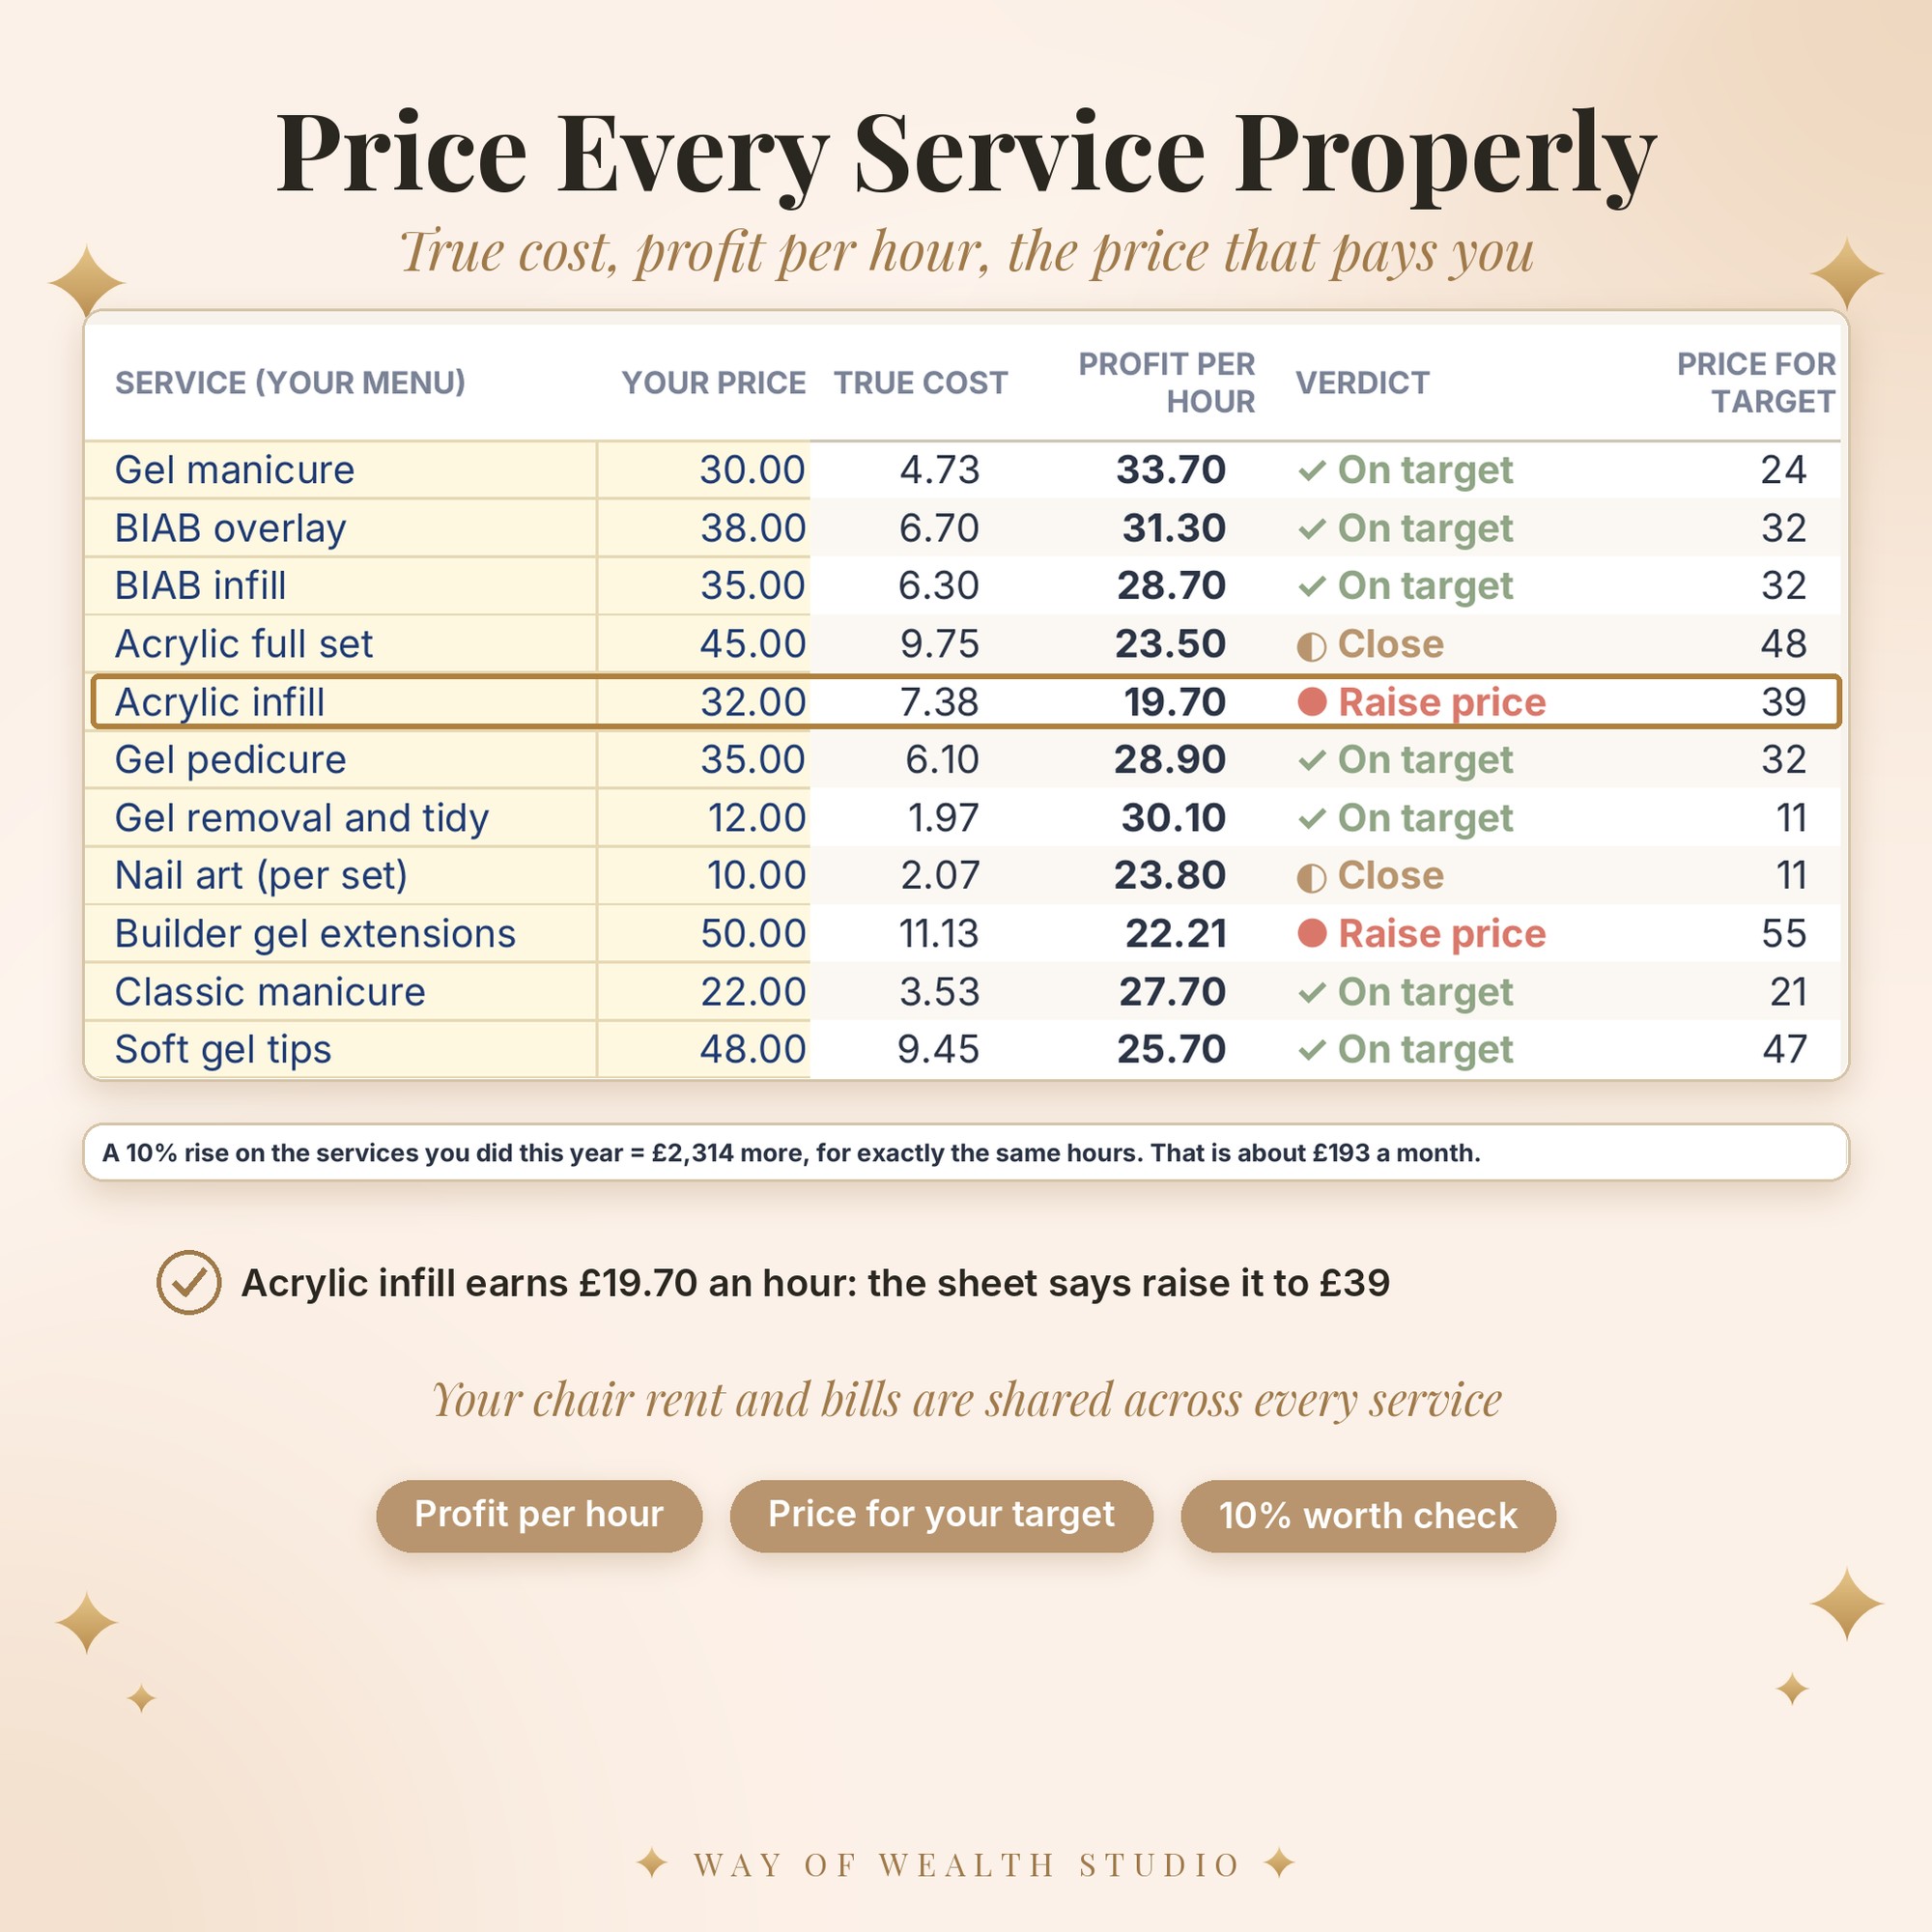 Price Every Service Properly
True cost, profit per hour, the price that pays you
SERVICE (YOUR MENU) YOUR PRICE TRUE COST PROFIT PER HOUR VERDICT PRICE FOR TARGET
Gel manicure 30.00 4.73 33.70 ✓ On target 24
BIAB overlay 38.00 6.70 31.30 ✓ On target 32
BIAB infill 35.00 6.30 28.70 ✓ On target 32
Acrylic full set 45.00 9.75 23.50 ◐ Close 48
Acrylic infill 32.00 7.38 19.70 ● Raise price 39
Gel pedicure 35.00 6.10 28.90 ✓ On target 32
Gel removal and tidy 12.00 1.97 30.10 ✓ On target 11
Nail art (per set) 10.00 2.07 23.80 ◐ Close 11
Builder gel extensions 50.00 11.13 22.21 ● Raise price 55
Classic manicure 22.00 3.53 27.70 ✓ On target 21
Soft gel tips 48.00 9.45 25.70 ✓ On target 47
A 10% rise on the services you did this year = £2,314 more, for exactly the same hours. That is about £193 a month.
Acrylic infill earns £19.70 an hour: the sheet says raise it to £39
Your chair rent and bills are shared across every service
Profit per hour
Price for your target
10% worth check
WAY OF WEALTH STUDIO